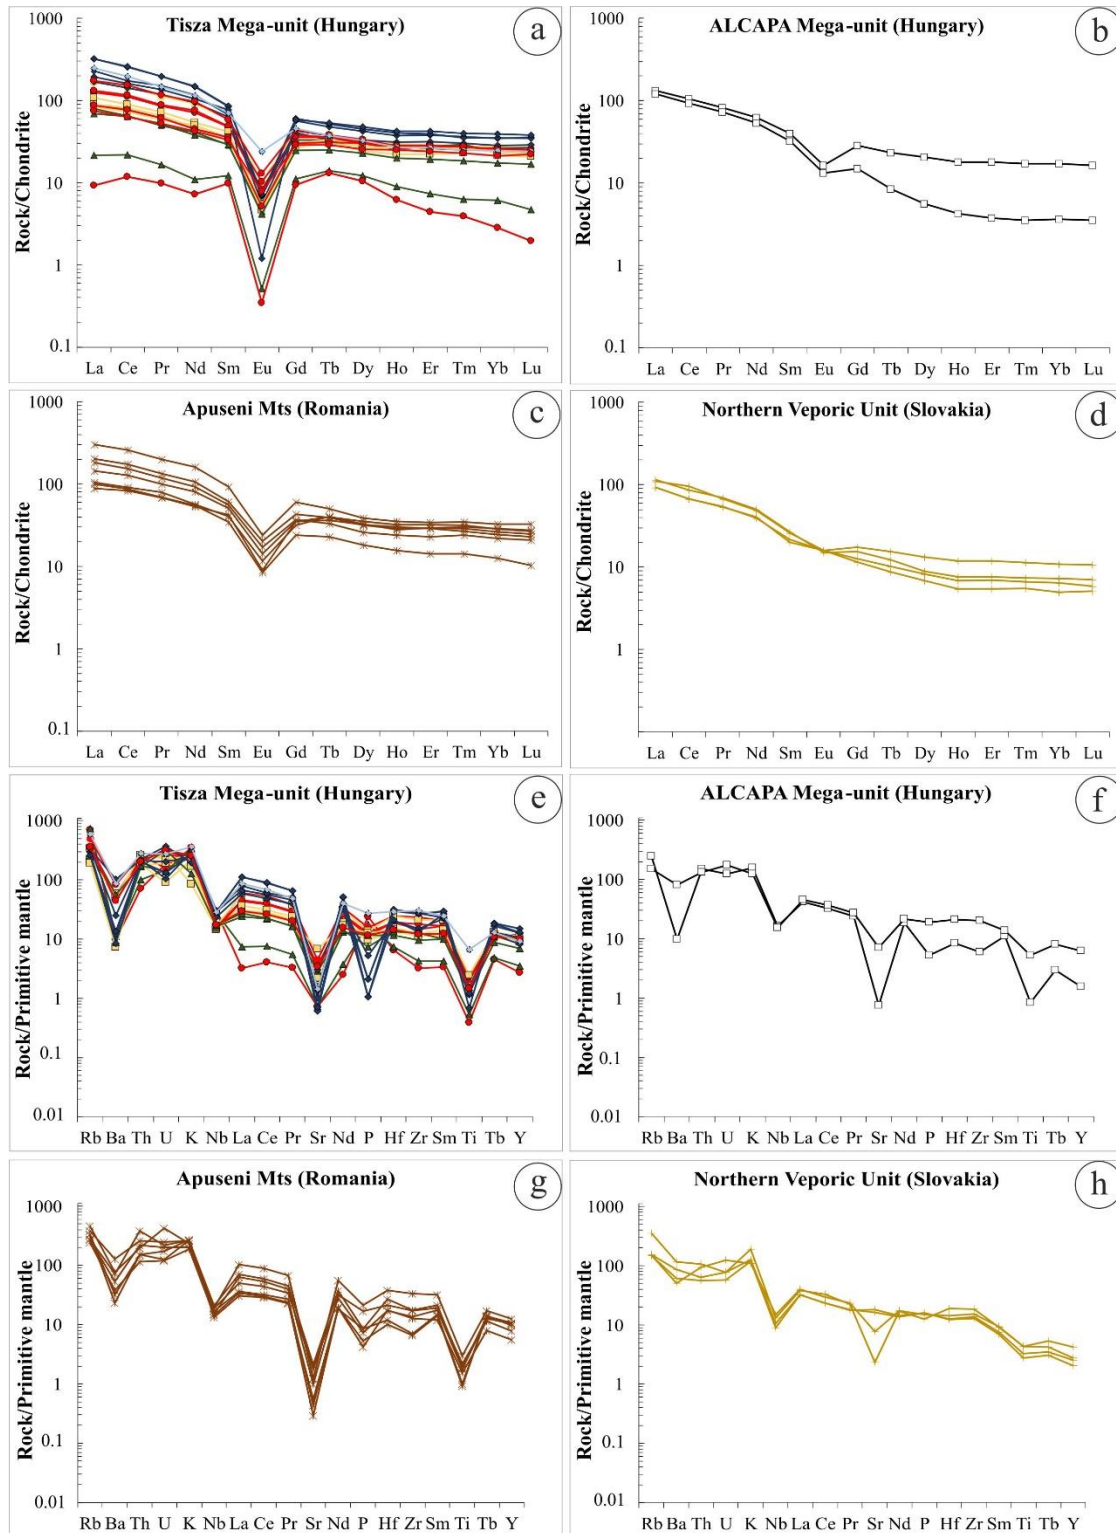 Tisza Mega-unit (Hungary)
a
Rock/Chondrite
1000
100
10
1
0.1
La Ce Pr Nd Sm Eu Gd Tb Dy Ho Er Tm Yb Lu
ALCAPA Mega-unit (Hungary)
b
Rock/Chondrite
1000
100
10
1
0.1
La Ce Pr Nd Sm Eu Gd Tb Dy Ho Er Tm Yb Lu
Apuseni Mts (Romania)
c
Rock/Chondrite
1000
100
10
1
0.1
La Ce Pr Nd Sm Eu Gd Tb Dy Ho Er Tm Yb Lu
Northern Veporic Unit (Slovakia)
d
Rock/Chondrite
1000
100
10
1
La Ce Pr Nd Sm Eu Gd Tb Dy Ho Er Tm Yb Lu
Tisza Mega-unit (Hungary)
e
Rock/Primitive mantle
1000
100
10
1
0.1
0.01
Rb Ba Th U K Nb La Ce Pr Sr Nd P Hf Zr Sm Ti Tb Y
ALCAPA Mega-unit (Hungary)
f
Rock/Primitive mantle
1000
100
10
1
0.1
0.01
Rb Ba Th U K Nb La Ce Pr Sr Nd P Hf Zr Sm Ti Tb Y
Apuseni Mts (Romania)
g
Rock/Primitive mantle
1000
100
10
1
0.1
0.01
Rb Ba Th U K Nb La Ce Pr Sr Nd P Hf Zr Sm Ti Tb Y
Northern Veporic Unit (Slovakia)
h
Rock/Primitive mantle
1000
100
10
1
0.1
0.01
Rb Ba Th U K Nb La Ce Pr Sr Nd P Hf Zr Sm Ti Tb Y